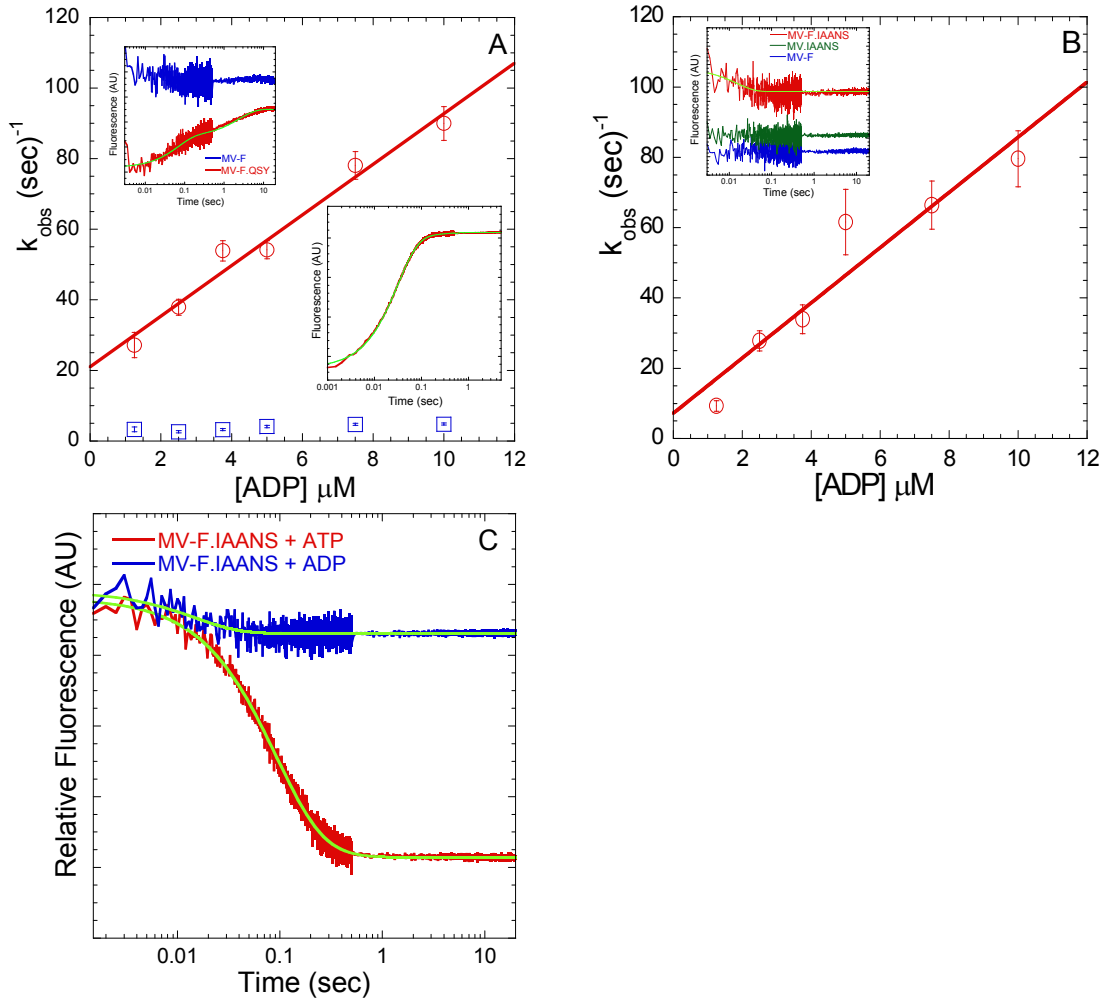 A
k_obs (sec)^-1
120
100
80
60
40
20
0
0 2 4 6 8 10 12
[ADP] μM
Fluorescence (AU)
MV-F
MV-F.QSY
0.01 0.1 1 10
Time (sec)
Fluorescence (AU)
0.001 0.01 0.1 1
Time (sec)
B
k_obs (sec)^-1
120
100
80
60
40
20
0
0 2 4 6 8 10 12
[ADP] μM
Fluorescence (AU)
MV-F.IAANS
MV.IAANS
MV-F
0.01 0.1 1 10
Time (sec)
C
MV-F.IAANS + ATP
MV-F.IAANS + ADP
Relative Fluorescence (AU)
0.01 0.1 1 10
Time (sec)